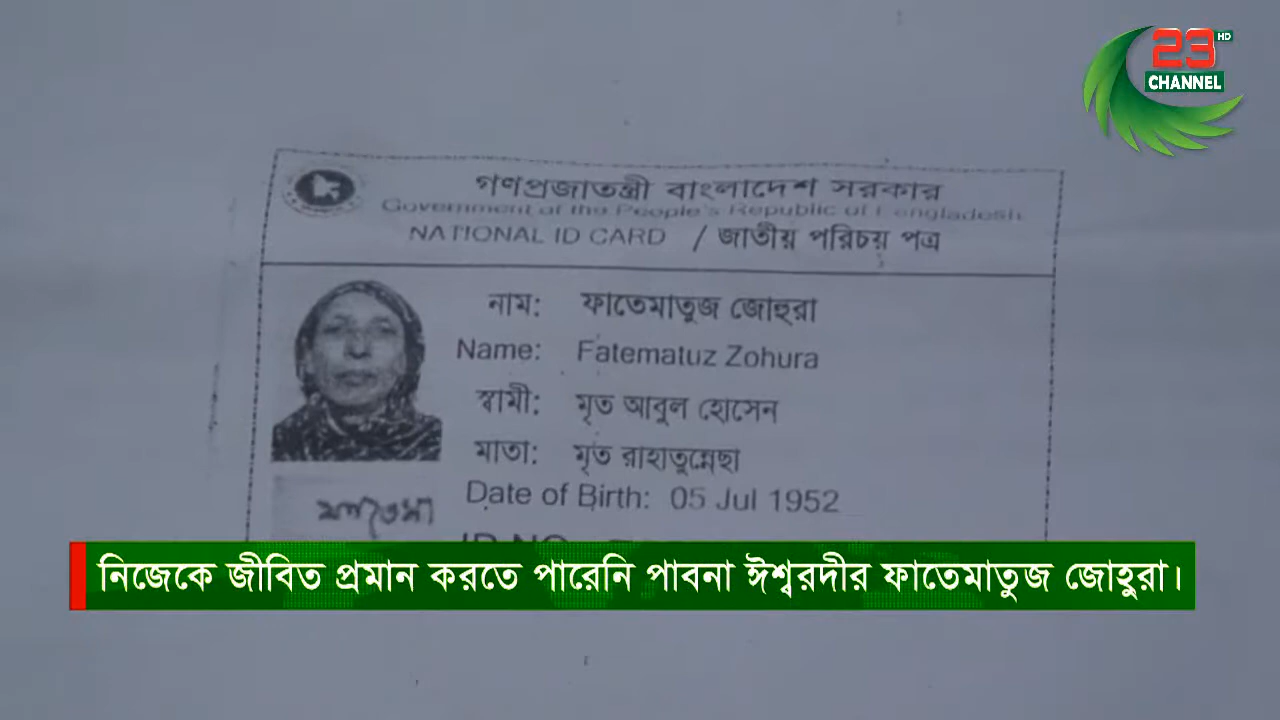 23 HD
CHANNEL
গণপ্রজাতন্ত্রী বাংলাদেশ সরকার
Government of the People's Republic of Bangladesh
NATIONAL ID CARD / জাতীয় পরিচয় পত্র
নাম: ফাতেমাতুজ জোহুরা
Name: Fatematuz Zohura
স্বামী: মৃত আবুল হোসেন
মাতা: মৃত রাহাতুন্নেছা
Date of Birth: 05 Jul 1952
ফাতেমা
নিজেকে জীবিত প্রমান করতে পারেনি পাবনা ঈশ্বরদীর ফাতেমাতুজ জোহুরা।